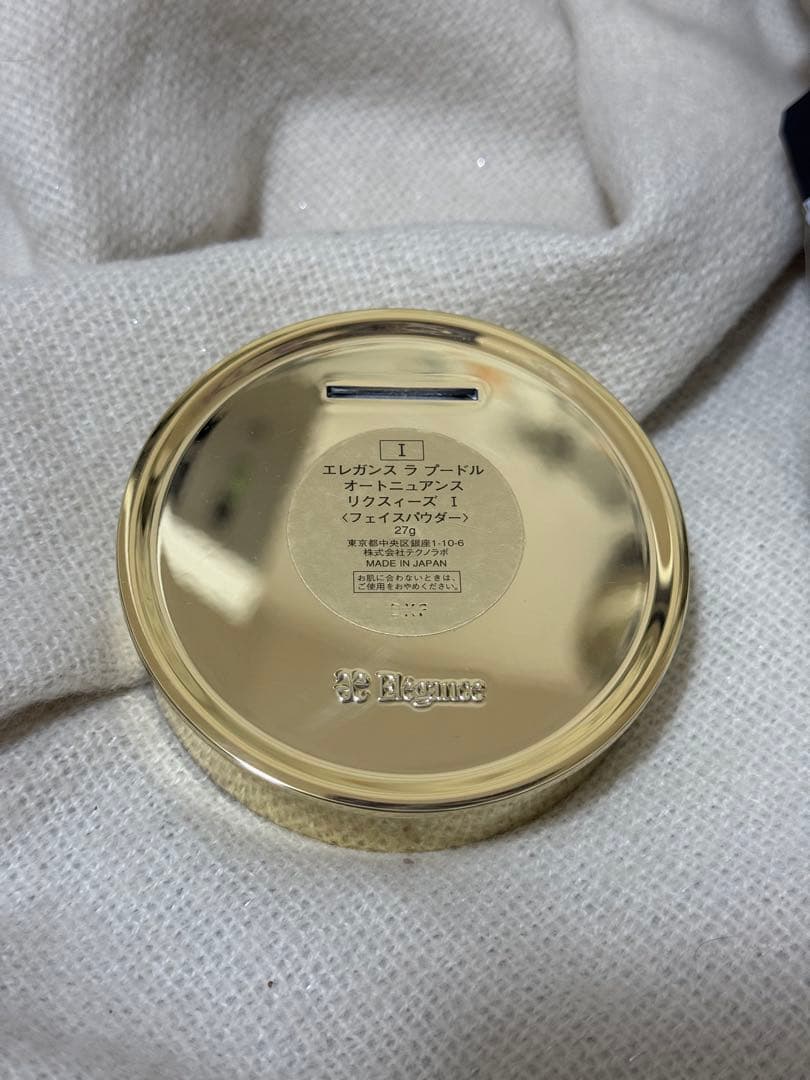 I
エレガンス ラ プードル
オートニュアンス
リクスィーズ I
〈フェイスパウダー〉
27g
東京都中央区銀座1-10-6
株式会社テクノラボ
MADE IN JAPAN
お肌に合わないときは、
ご使用をおやめください。
Elégance